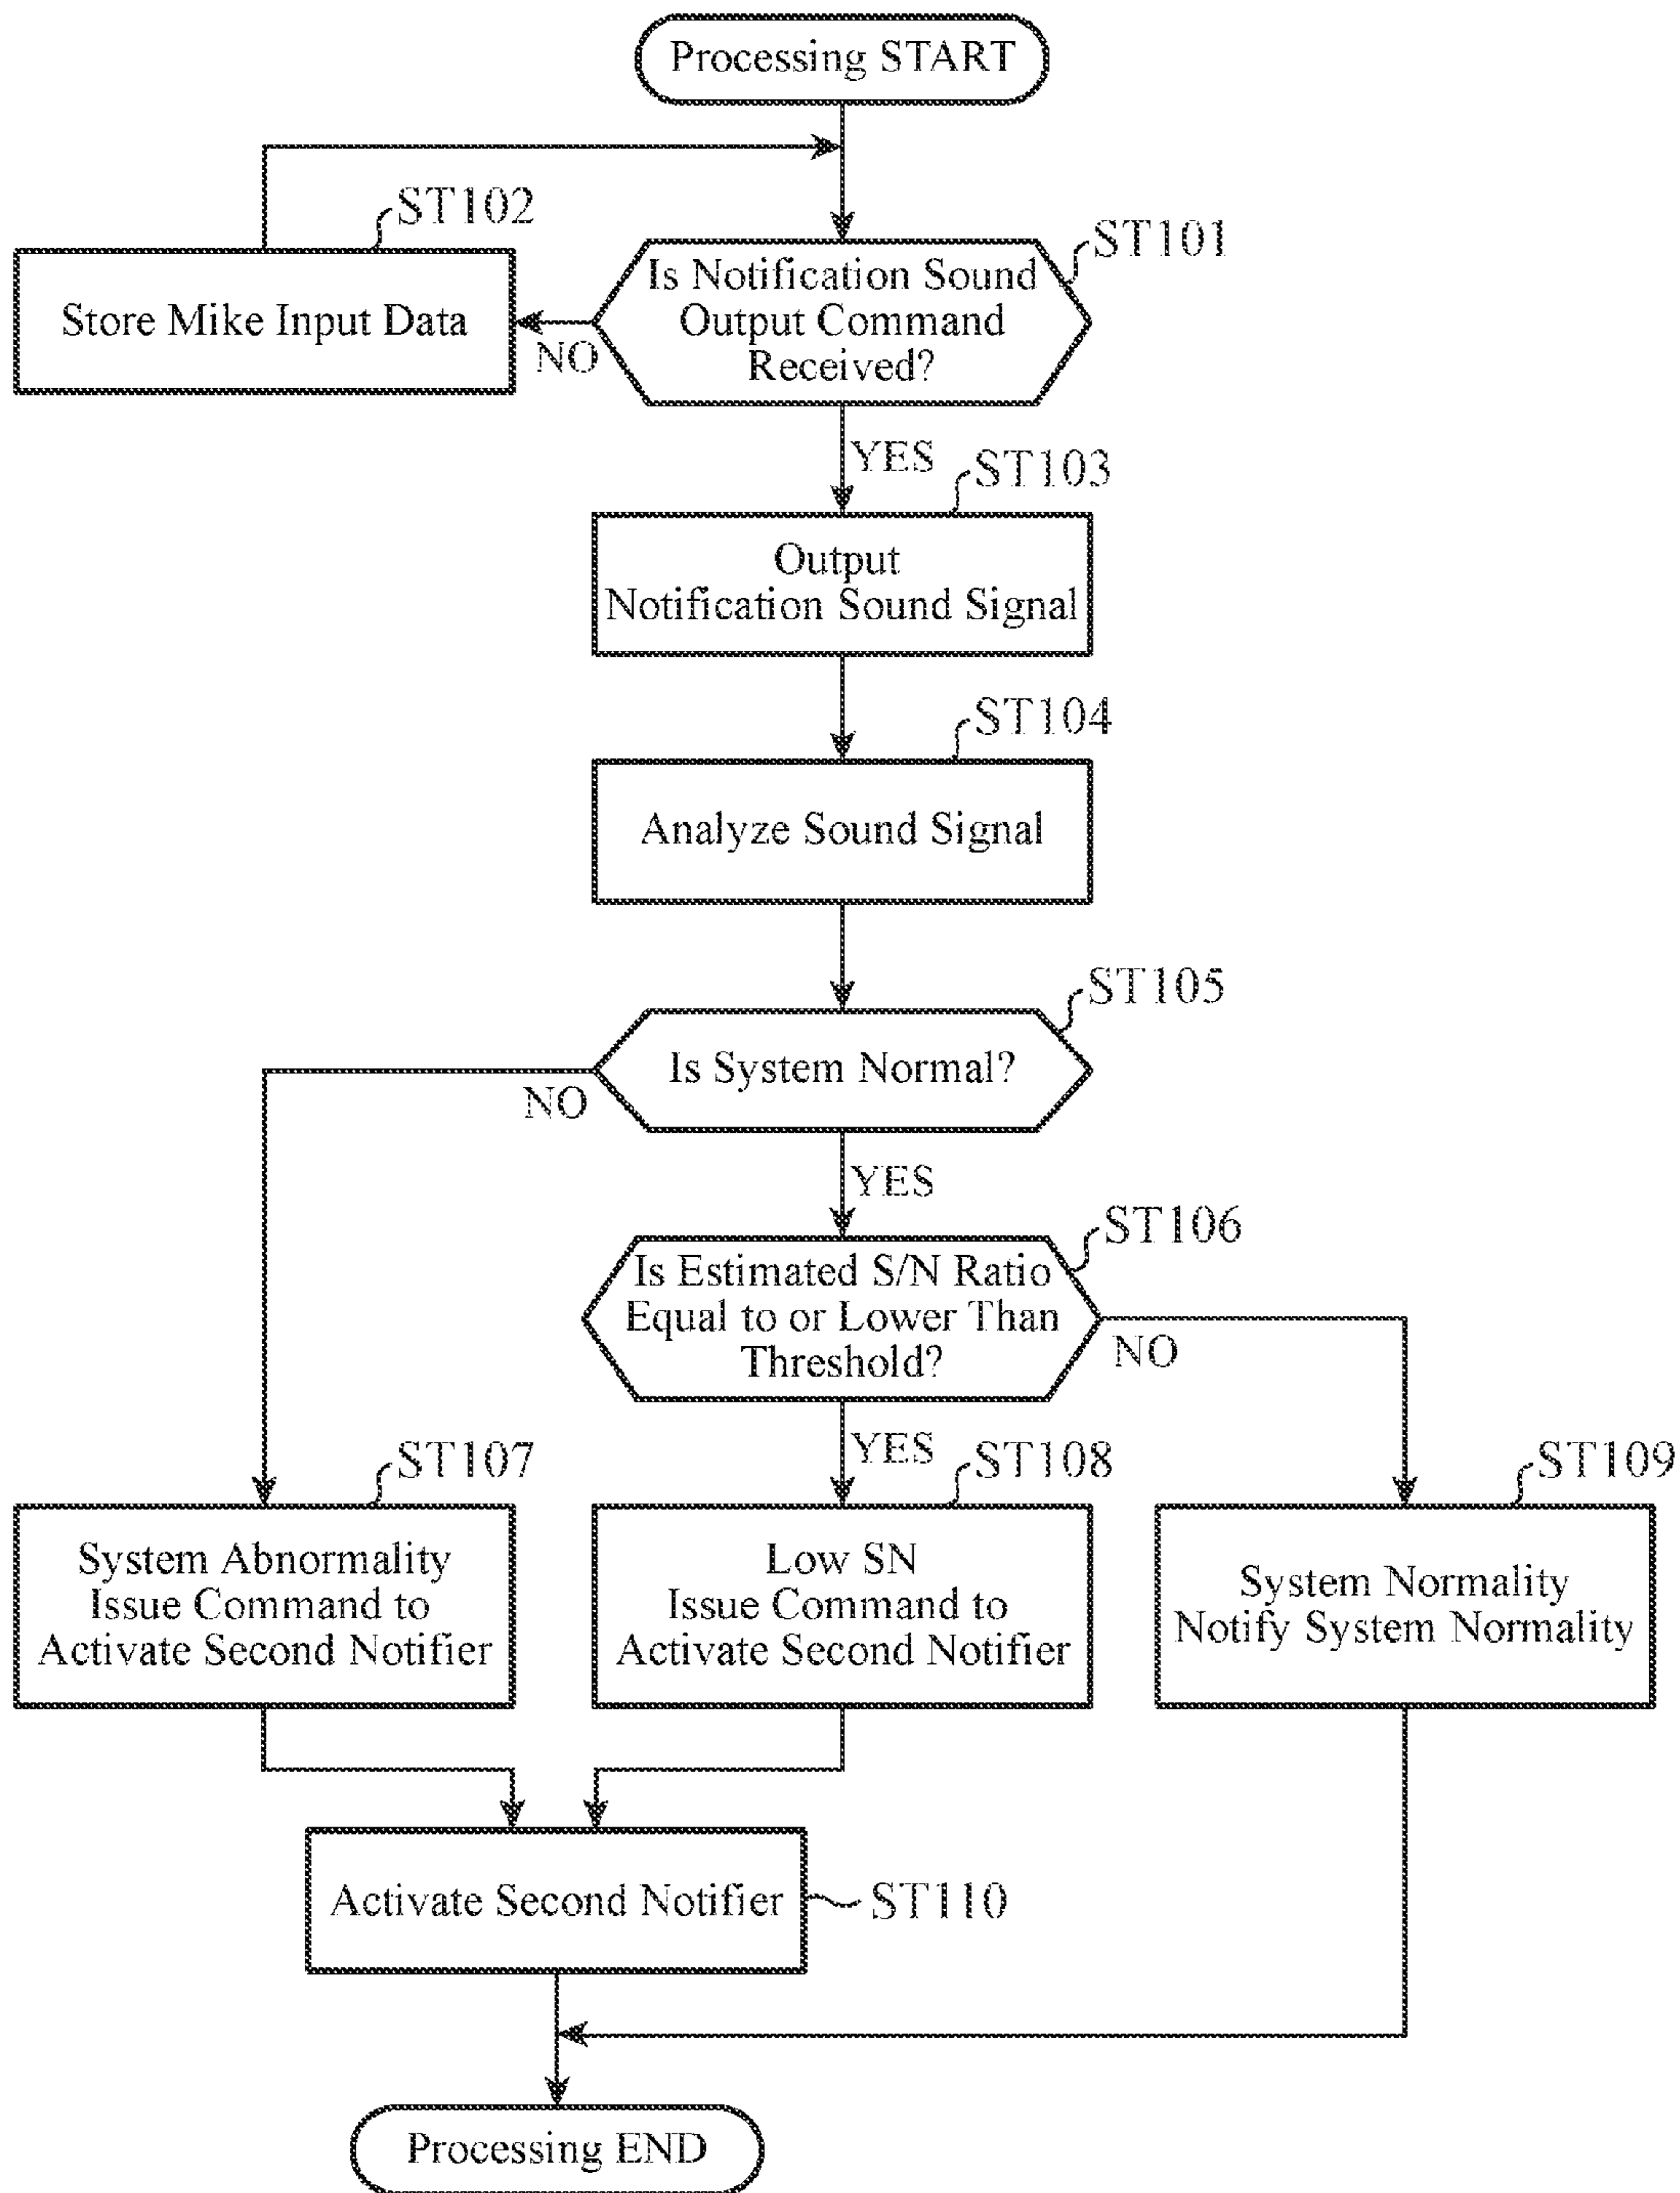 Processing START
ST102
ST101
Is Notification Sound
Output Command
Received?
Store Mike Input Data
NO
YES
ST103
Output
Notification Sound Signal
ST104
Analyze Sound Signal
ST105
Is System Normal?
NO
YES
ST106
Is Estimated S/N Ratio
Equal to or Lower Than
Threshold?
NO
YES
ST107
ST108
ST109
System Abnormality
Issue Command to
Activate Second Notifier
Low SN
Issue Command to
Activate Second Notifier
System Normality
Notify System Normality
Activate Second Notifier
ST110
Processing END